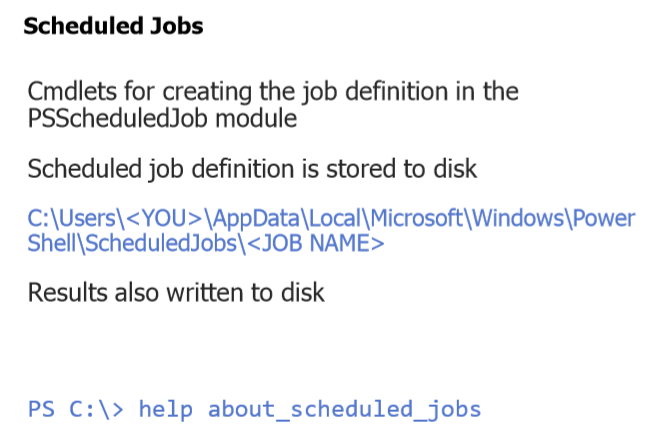 Scheduled Jobs
Cmdlets for creating the job definition in the
PSScheduledJob module
Scheduled job definition is stored to disk
C:\Users\<YOU>\AppData\Local\Microsoft\Windows\Power
Shell\ScheduledJobs\<JOB NAME>
Results also written to disk
PS C:\> help about_scheduled_jobs